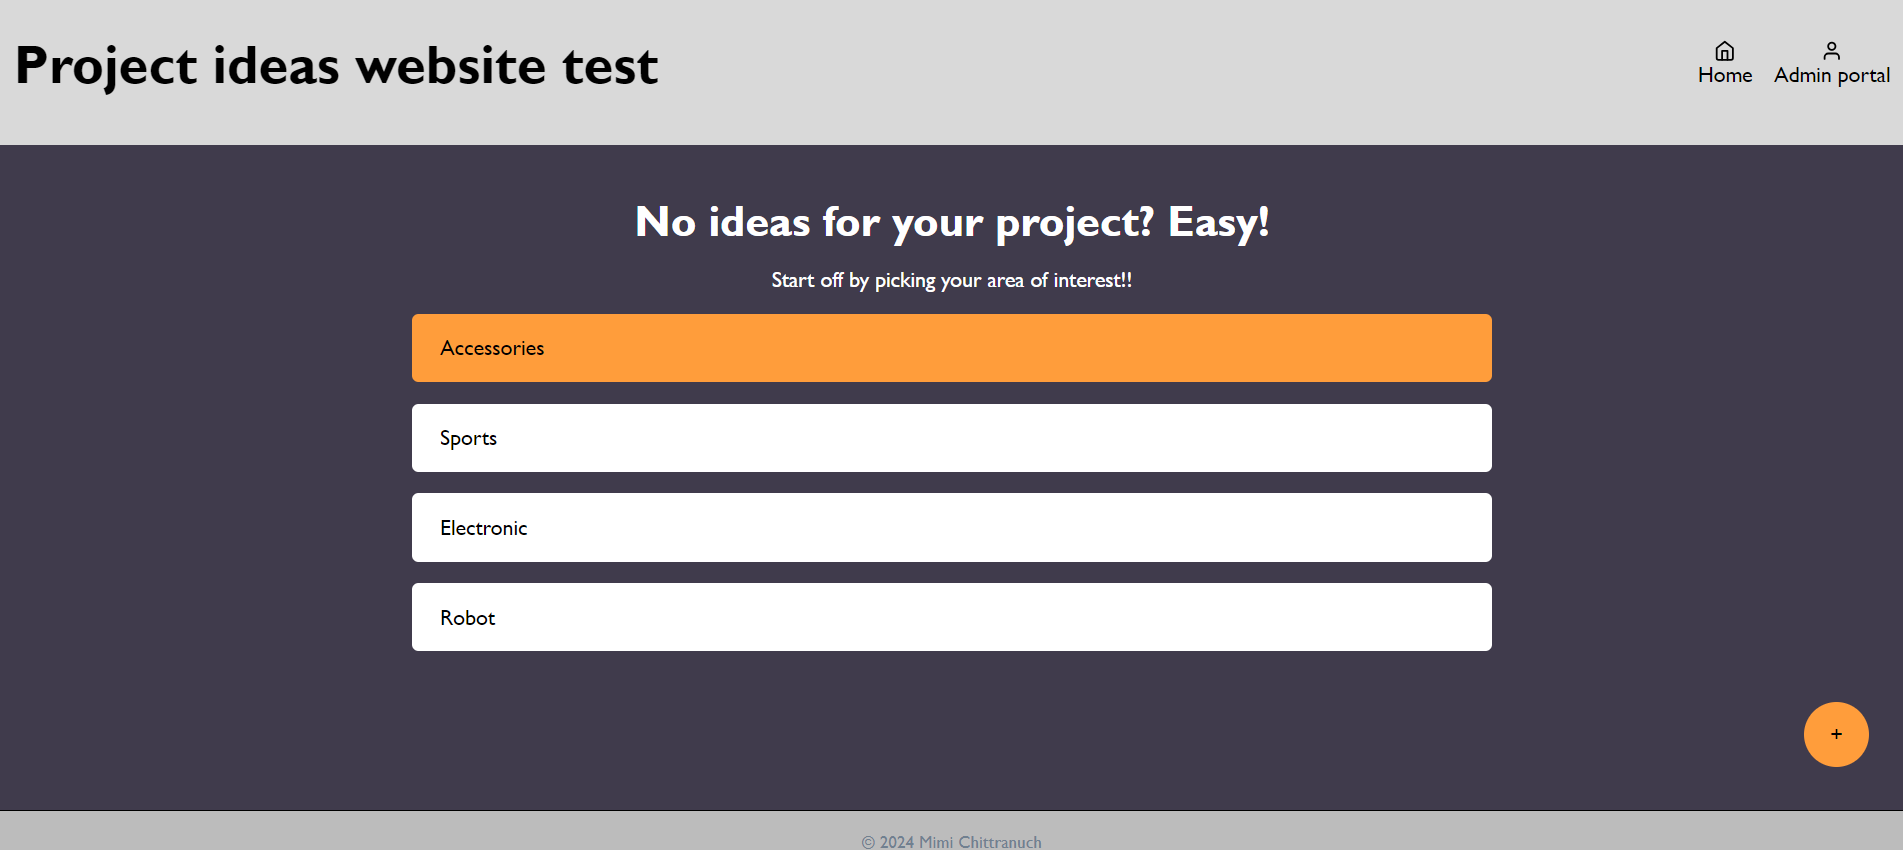 Project ideas website test
Home
Admin portal
No ideas for your project? Easy!
Start off by picking your area of interest!!
Accessories
Sports
Electronic
Robot
+
© 2024 Mimi Chittranuch